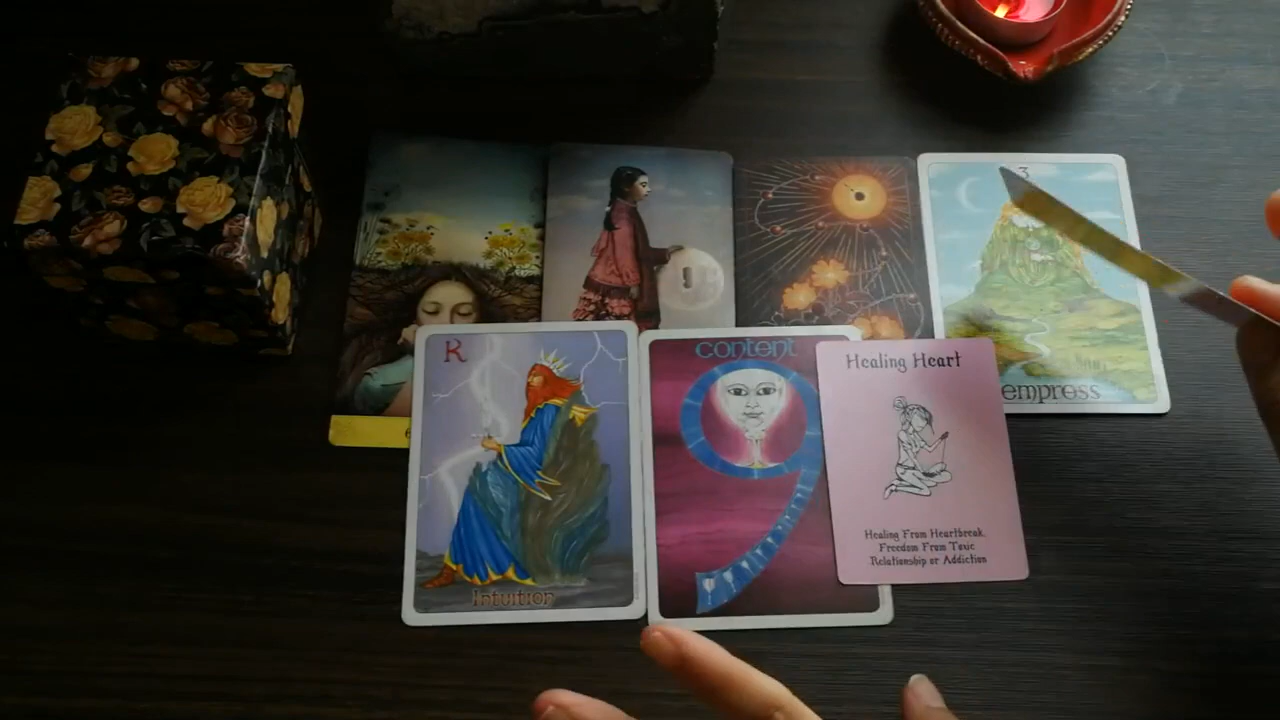 3
empress
R
Intuition
content
Healing Heart
Healing From Heartbreak,
Freedom From Toxic
Relationship or Addiction